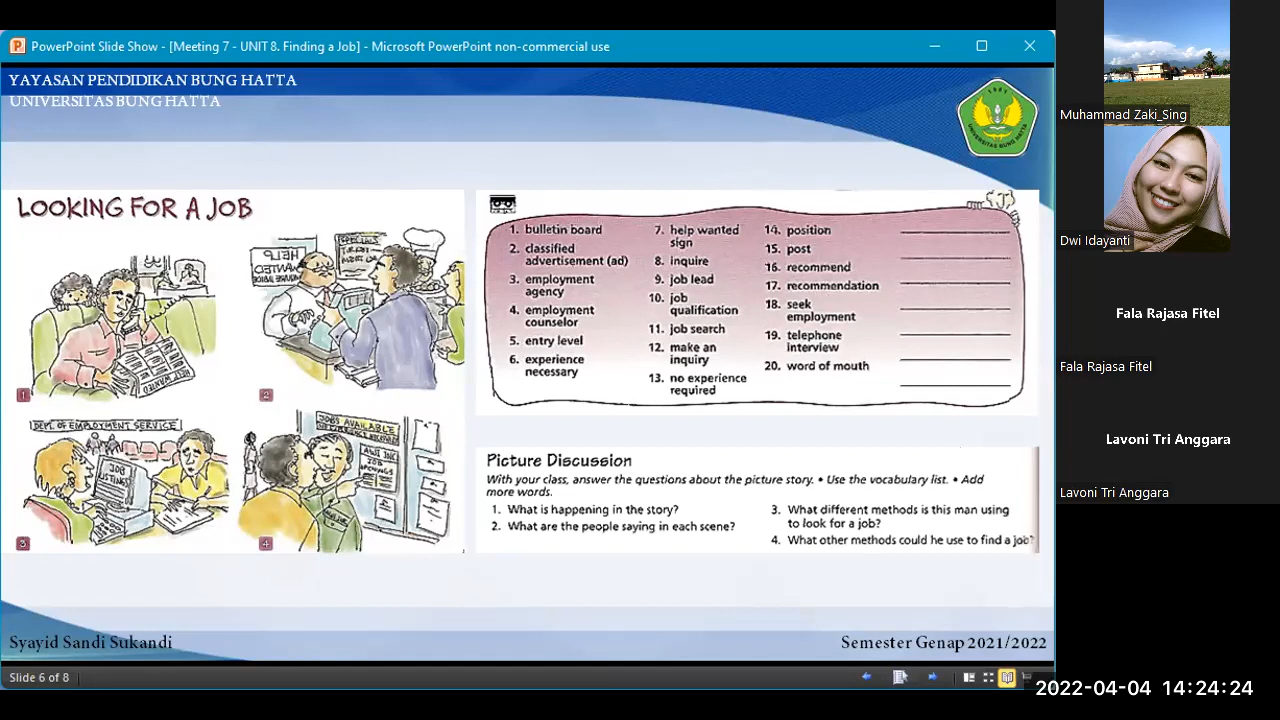 PowerPoint Slide Show - [Meeting 7 - UNIT 8. Finding a Job] - Microsoft PowerPoint non-commercial use
YAYASAN PENDIDIKAN BUNG HATTA
UNIVERSITAS BUNG HATTA
LOOKING FOR A JOB
HELP
WANTED
HELP WANTED
1
2
DEPT. OF EMPLOYMENT SERVICE
JOB
LISTINGS
JOBS AVAILABLE
JOB
OPENINGS
3
4
1. bulletin board
2. classified
advertisement (ad)
3. employment
agency
4. employment
counselor
5. entry level
6. experience
necessary
7. help wanted
sign
8. inquire
9. job lead
10. job
qualification
11. job search
12. make an
inquiry
13. no experience
required
14. position
15. post
16. recommend
17. recommendation
18. seek
employment
19. telephone
interview
20. word of mouth
Picture Discussion
With your class, answer the questions about the picture story. • Use the vocabulary list. • Add
more words.
1. What is happening in the story?
2. What are the people saying in each scene?
3. What different methods is this man using
to look for a job?
4. What other methods could he use to find a job?
Syayid Sandi Sukandi
Semester Genap 2021/2022
Slide 6 of 8
Muhammad Zaki_Sing
Dwi Idayanti
Fala Rajasa Fitel
Fala Rajasa Fitel
Lavoni Tri Anggara
Lavoni Tri Anggara
2022-04-04 14:24:24